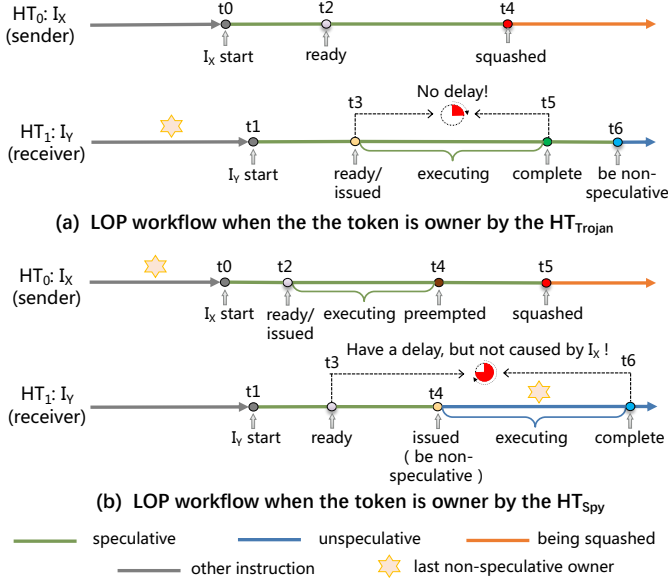 HT0: IX
(sender)
t0
t2
t4
IX start
ready
squashed
No delay!
HT1: IY
(receiver)
t1
t3
t5
t6
IY start
ready/
issued
executing
complete
be non-
speculative
(a) LOP workflow when the the token is owner by the HTTrojan
HT0: IX
(sender)
t0
t2
t4
t5
IX start
ready/
issued
executing
preempted
squashed
Have a delay, but not caused by IX !
HT1: IY
(receiver)
t1
t3
t4
t6
IY start
ready
issued
( be non-
speculative )
executing
complete
(b) LOP workflow when the token is owner by the HTSpy
speculative
unspeculative
being squashed
other instruction
last non-speculative owner